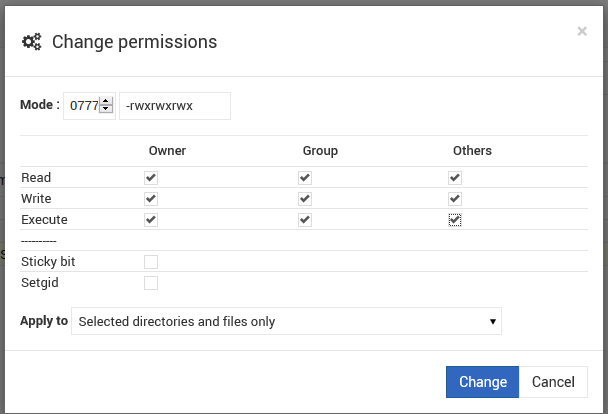 Change permissions
×
Mode : 0777 -rwxrwxrwx
Owner Group Others
Read
Write
Execute
----------
Sticky bit
Setgid
Apply to Selected directories and files only
Change Cancel